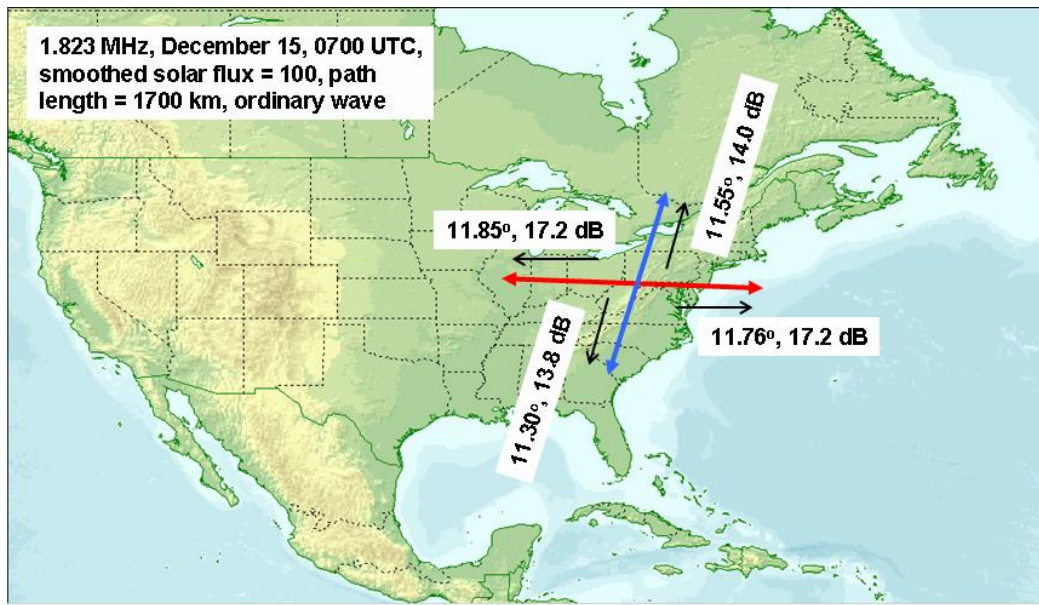 1.823 MHz, December 15, 0700 UTC,
smoothed solar flux = 100, path
length = 1700 km, ordinary wave
11.55º, 14.0 dB
11.85º, 17.2 dB
11.76º, 17.2 dB
11.30º, 13.8 dB